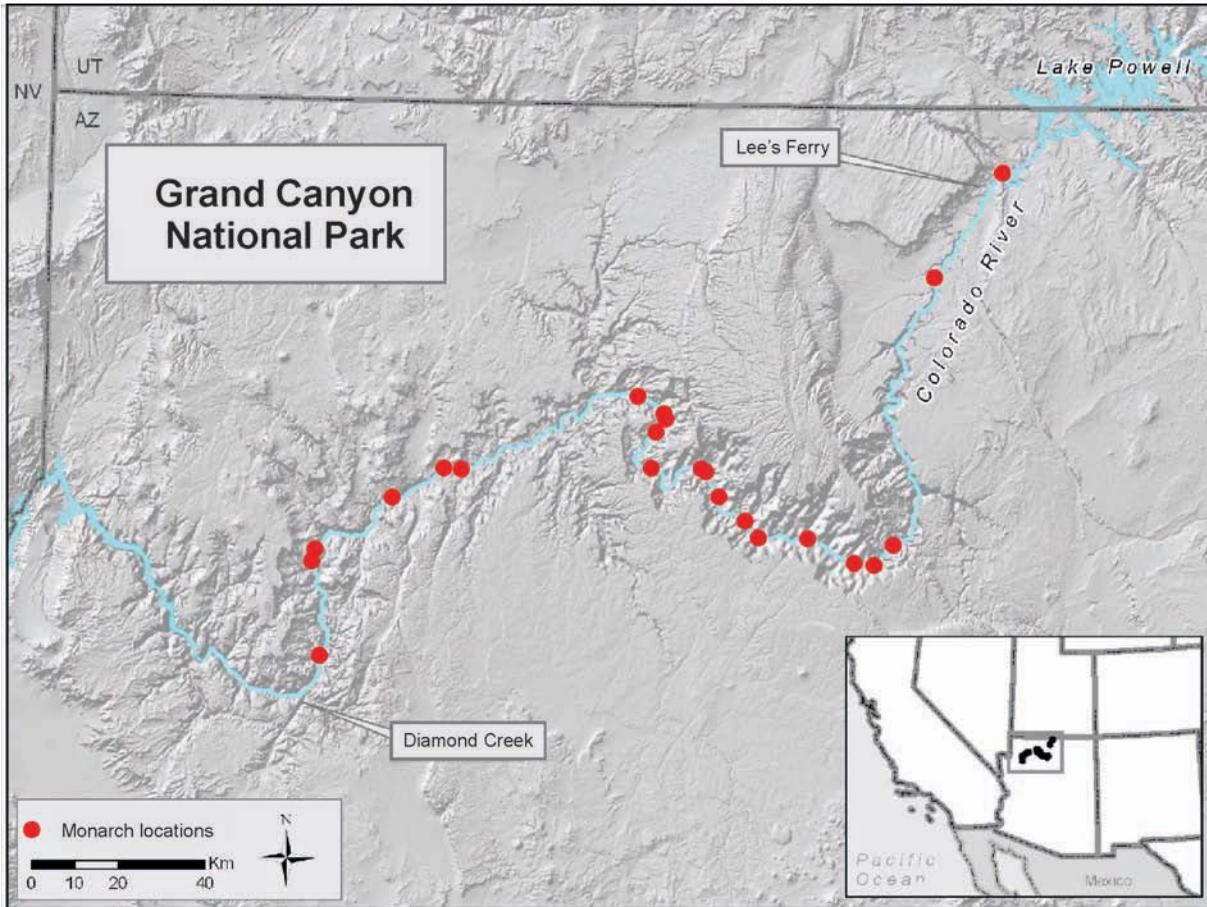 UT
Lake Powell
NV
AZ
Lee's Ferry
Grand Canyon
National Park
Colorado River
Diamond Creek
Monarch locations
N
Km
0 10 20 40
Pacific
Ocean
Mexico